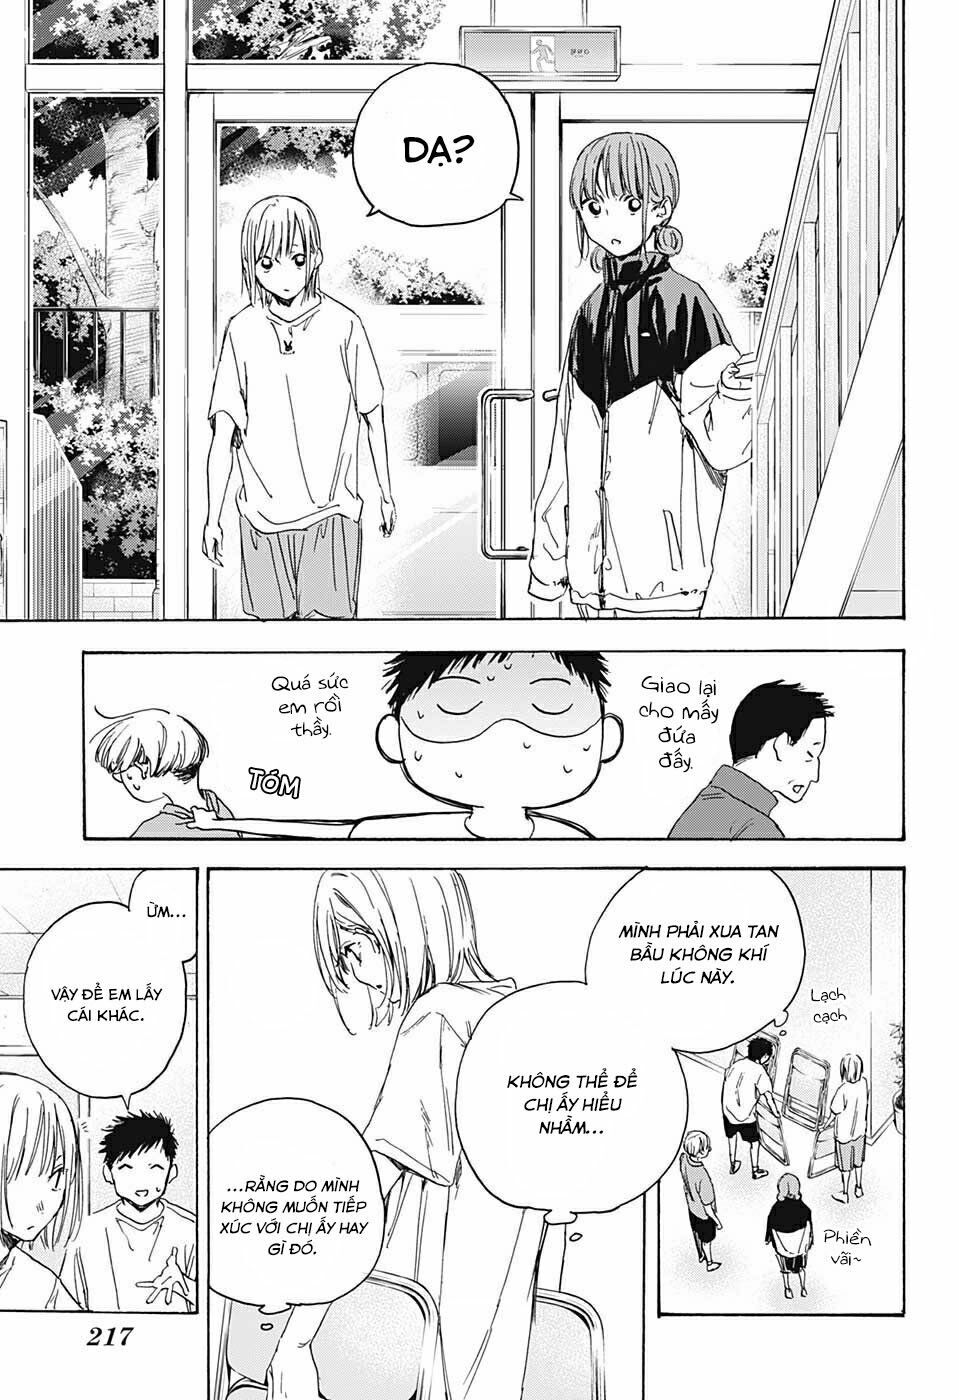 DẠ?
Giao lại
cho mấy
đứa
đấy.
Quá sức
em rồi
thầy.
TÓM
MÌNH PHẢI XUA TAN
BẦU KHÔNG KHÍ
LÚC NÀY.
Lạch
cạch
Phiền
vãi~
KHÔNG THỂ ĐỂ
CHỊ ẤY HIỂU
NHẦM...
...RẰNG DO MÌNH
KHÔNG MUỐN TIẾP
XÚC VỚI CHỊ ẤY HAY
GÌ ĐÓ.
ỪM...
VẬY ĐỂ EM LẤY
CÁI KHÁC.
217